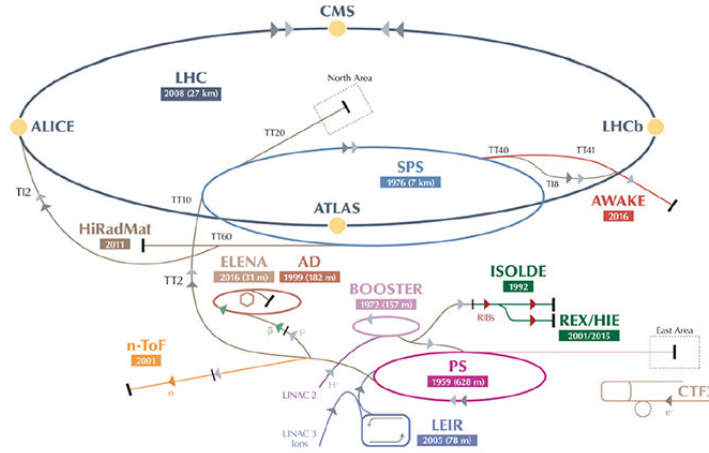 CMS
LHC
2008 (27 km)
North Area
ALICE
TT20
LHCb
TT40
TT41
SPS
1976 (7 km)
TI8
TI2
TT10
ATLAS
AWAKE
2016
HiRadMat
2011
TT60
ELENA
2016 (31 m)
AD
1999 (182 m)
TT2
BOOSTER
1972 (157 m)
ISOLDE
1992
p
p
RIBs
REX/HIE
2001/2015
East Area
n-ToF
2001
n
PS
1959 (628 m)
H-
LINAC 2
CTF3
e-
LEIR
2005 (78 m)
LINAC 3
Ions